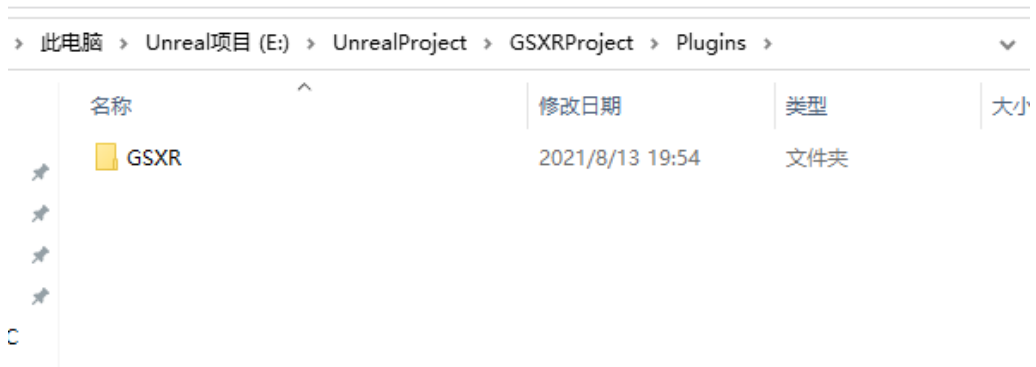 此电脑 > Unreal项目 (E:) > UnrealProject > GSXRProject > Plugins >
名称 修改日期 类型 大小
GSXR 2021/8/13 19:54 文件夹